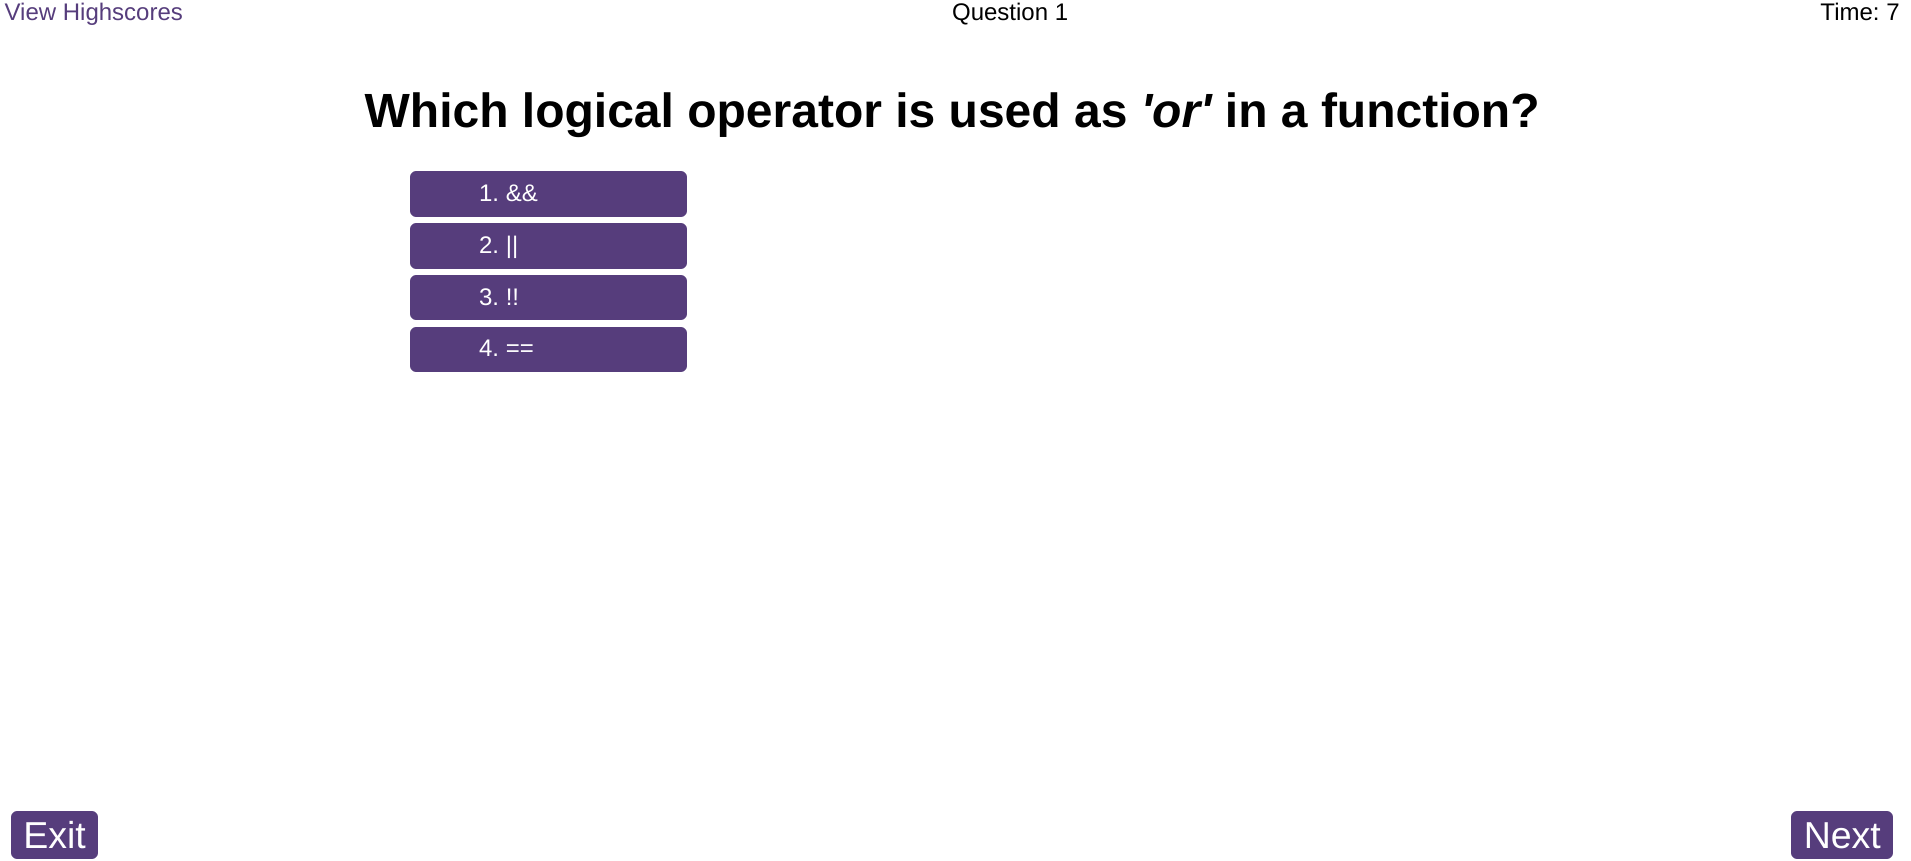 View Highscores
Question 1
Time: 7
Which logical operator is used as 'or' in a function?
1. &&
2. ||
3. !!
4. ==
Exit
Next